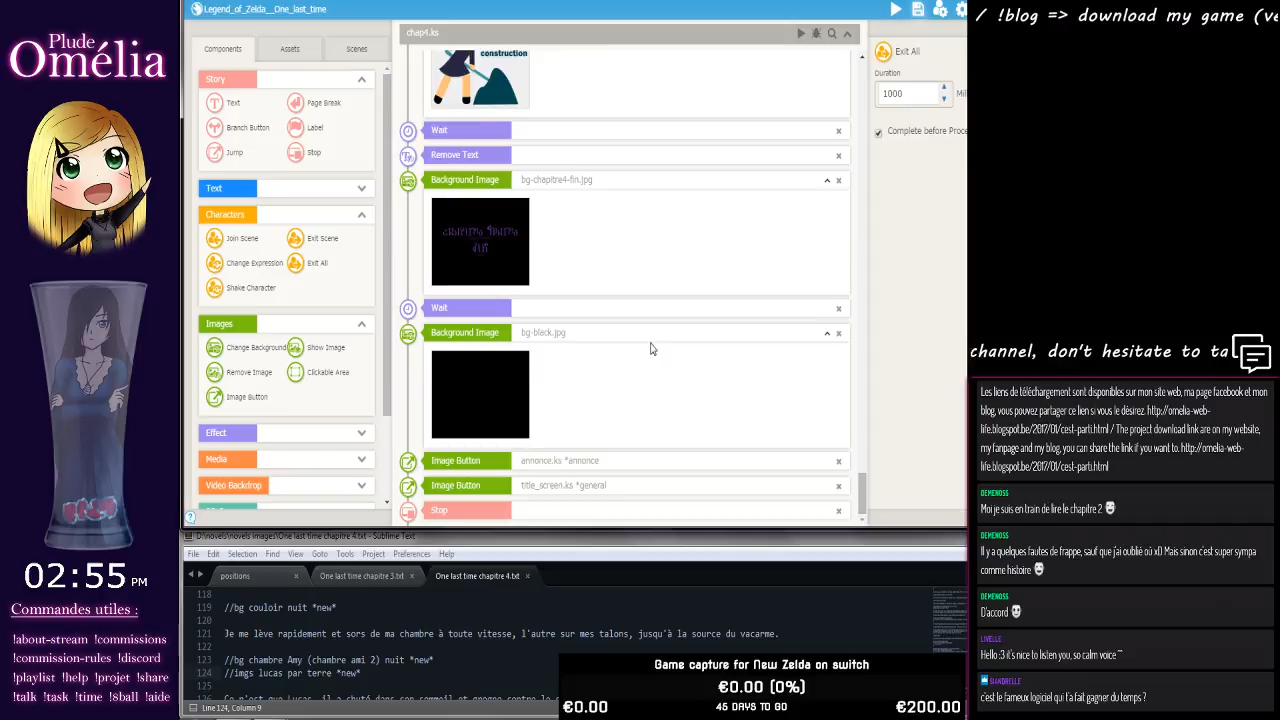 Plude
Omélia
02:55 PM
Commandes utiles :
!about-stream !commissions
!commission-rules !discord
!playlist !help !projet !share
!talk !task !time !8ball !aide
Legend_of_Zelda__One_last_time
Components Assets Scenes
Story
Text Page Break
Branch Button Label
Jump Stop
Text
Characters
Join Scene Exit Scene
Change Expression Exit All
Shake Character
Images
Change Background Show Image
Remove Image Clickable Area
Image Button
Effect
Media
Video Backdrop
chap4.ks
construction
Wait
Remove Text
Background Image bg-chapitre4-fin.jpg
Wait
Background Image bg-black.jpg
Image Button annonce.ks *annonce
Image Button title_screen.ks *general
Stop
Exit All
Duration
1000 Mil
Complete before Proce
D:\novels\novels images\One last time chapitre 4.txt - Sublime Text
File Edit Selection Find View Goto Tools Project Preferences Help
positions × One last time chapitre 3.txt × One last time chapitre 4.txt ×
118
119 //bg couloir nuit *new*
120
121 Je me lève rapidement et sors de ma chambre à toute vitesse, l'autre sur mes talons, jusqu'à la source du vacarme.
122
123 //bg chambre Amy (chambre ami 2) nuit *new*
124 //imgs lucas par terre *new*
125
Line 124, Column 9
Game capture for New Zelda on switch
€0.00 (0%)
€0.00 45 DAYS TO GO €200.00
/ !blog => download my game (ve
channel, don't hesitate to ta
Les liens de téléchargement sont disponibles sur mon site web, ma page facebook et mon
blog, vous pouvez partager ce lien si vous le désirez. http://omelia-web-
life.blogspot.be/2017/01/cest-parti.html / The project download link are on my website,
my fanpage and my blog, you can share the link if you want to. http://omelia-web-
life.blogspot.be/2017/01/cest-parti.html
DEMENOSS
Moi je suis en train de lire le chapitre 2
DEMENOSS
Il y a quelques fautes de frappes, sauf que j'ai oublié où xD Mais sinon c'est super sympa
comme histoire
DEMENOSS
D'accord
LIVELLE
Hello :3 it's nice to listen you, so calm voice ^^
SIANDRELLE
c'est le fameux logiciel qui t'a fait gagner du temps ?